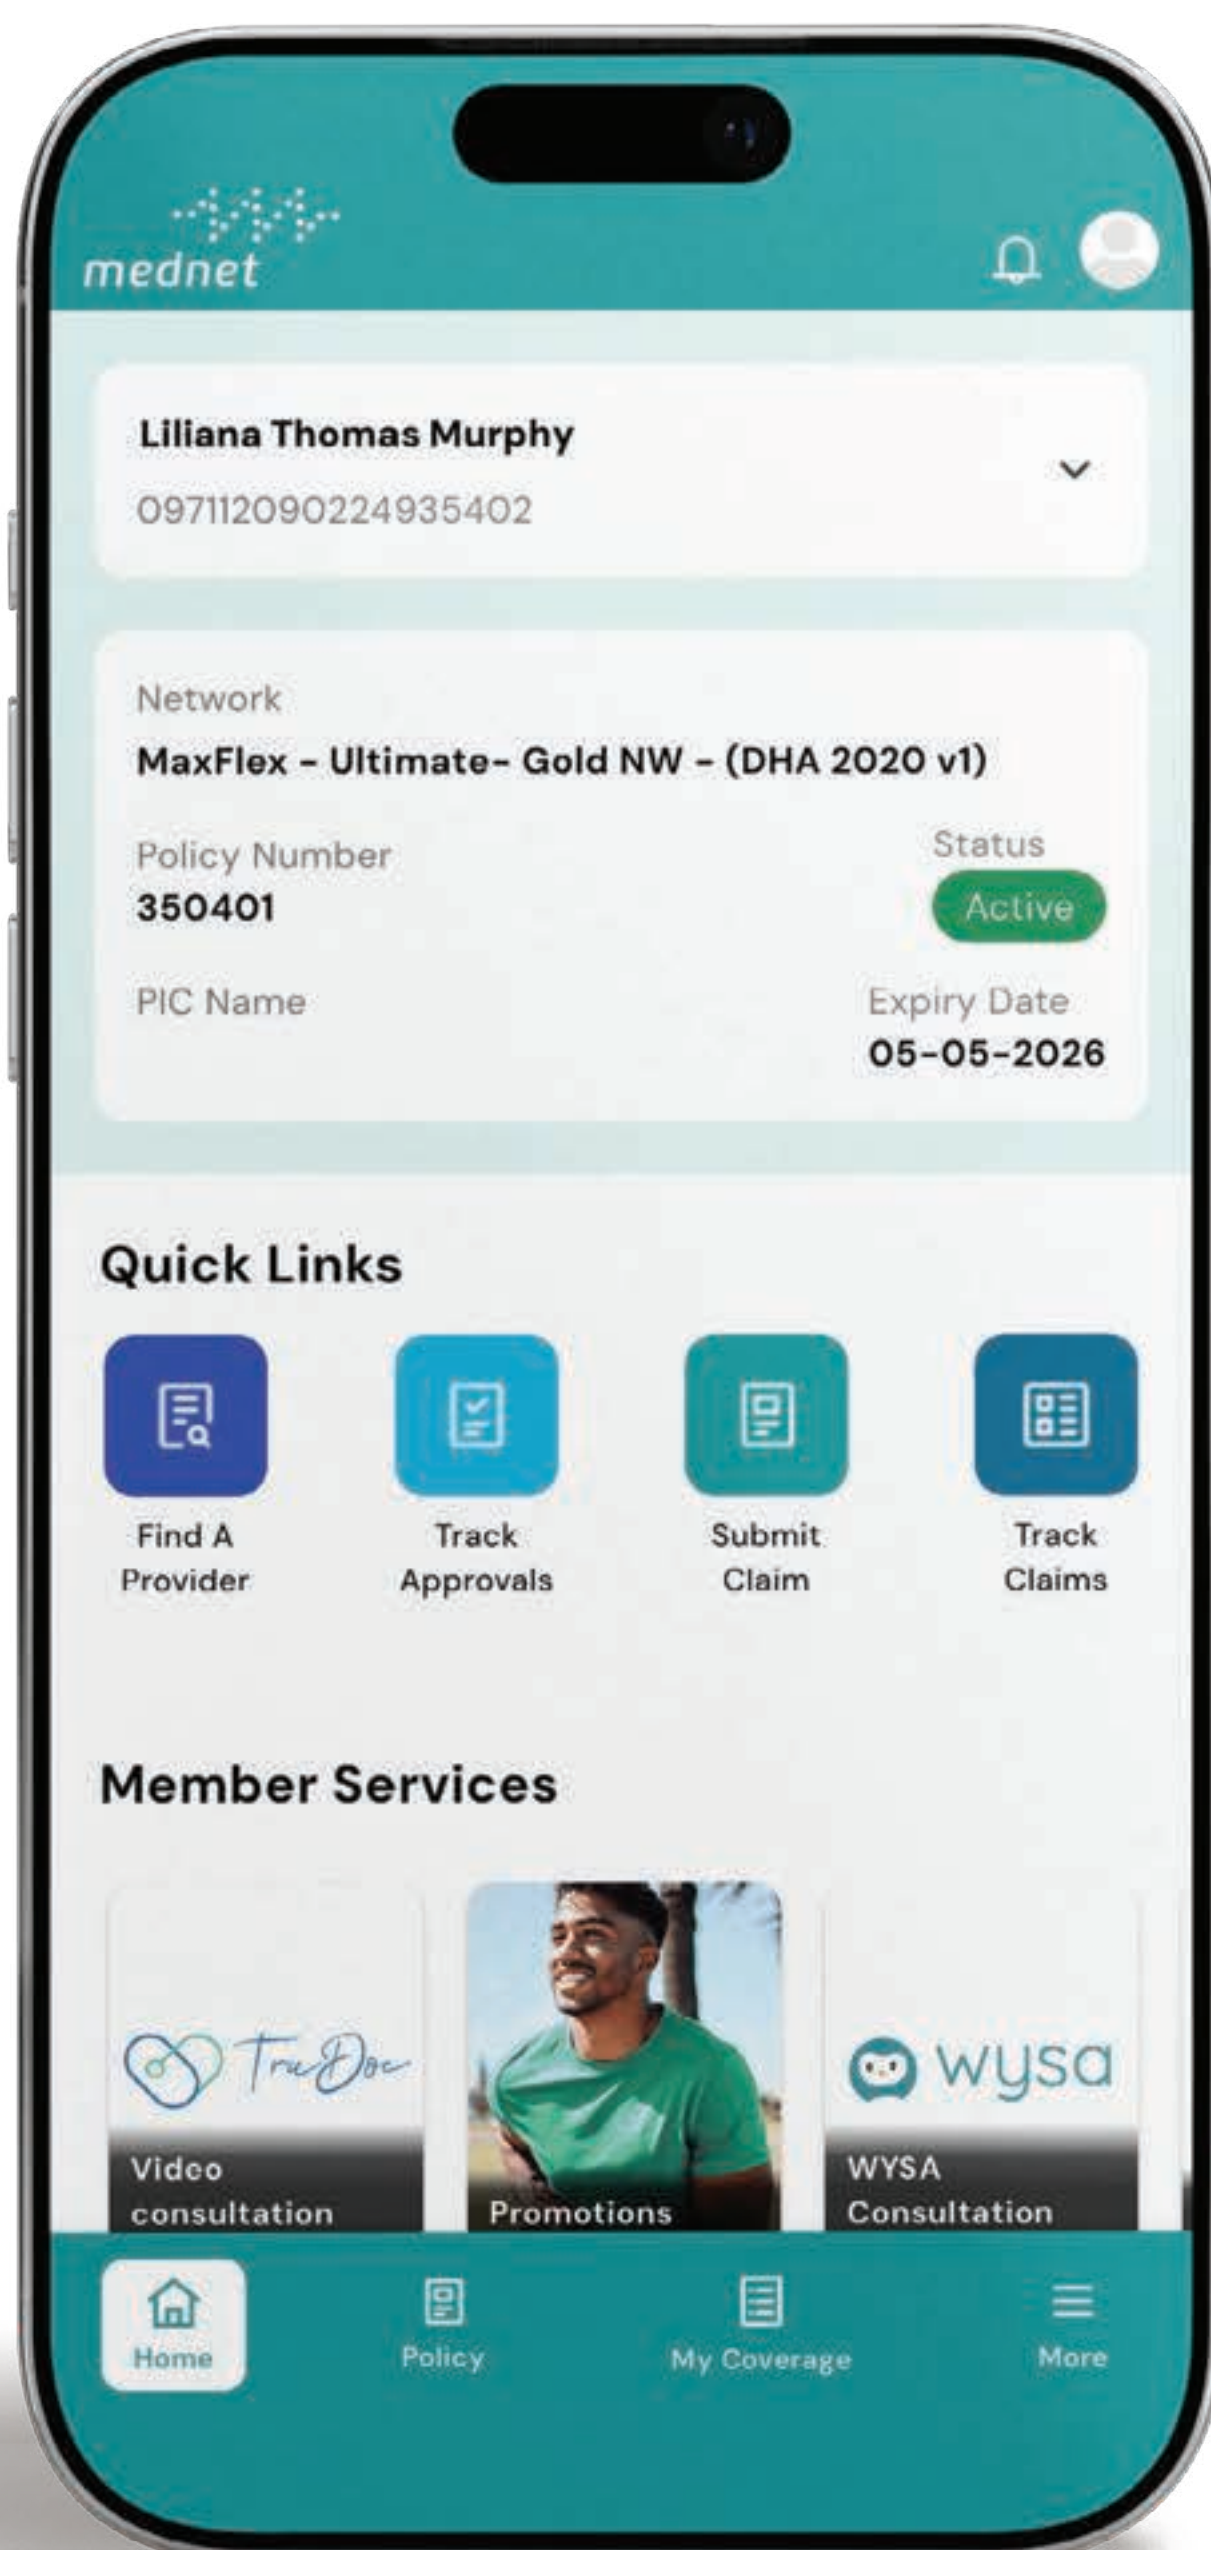 mednet
Liliana Thomas Murphy
097112090224935402
Network
MaxFlex - Ultimate- Gold NW - (DHA 2020 v1)
Policy Number
350401
Status
Active
PIC Name
Expiry Date
05-05-2026
Quick Links
Find A
Provider
Track
Approvals
Submit
Claim
Track
Claims
Member Services
TruDoc
Video
consultation
Promotions
wysa
WYSA
Consultation
Home
Policy
My Coverage
More